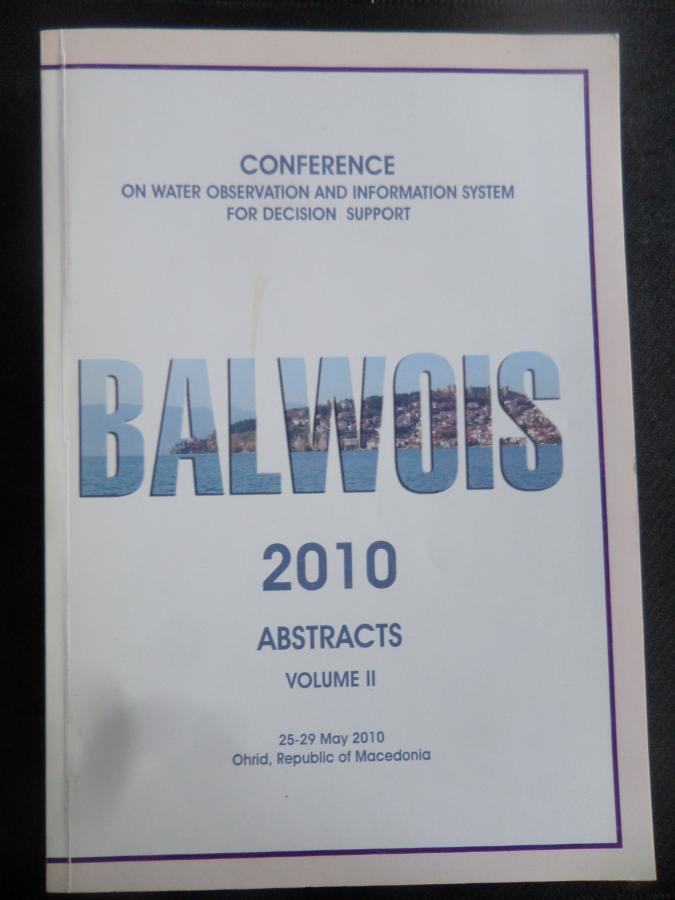 CONFERENCE
ON WATER OBSERVATION AND INFORMATION SYSTEM
FOR DECISION SUPPORT
BALWOIS
2010
ABSTRACTS
VOLUME II
25-29 May 2010
Ohrid, Republic of Macedonia